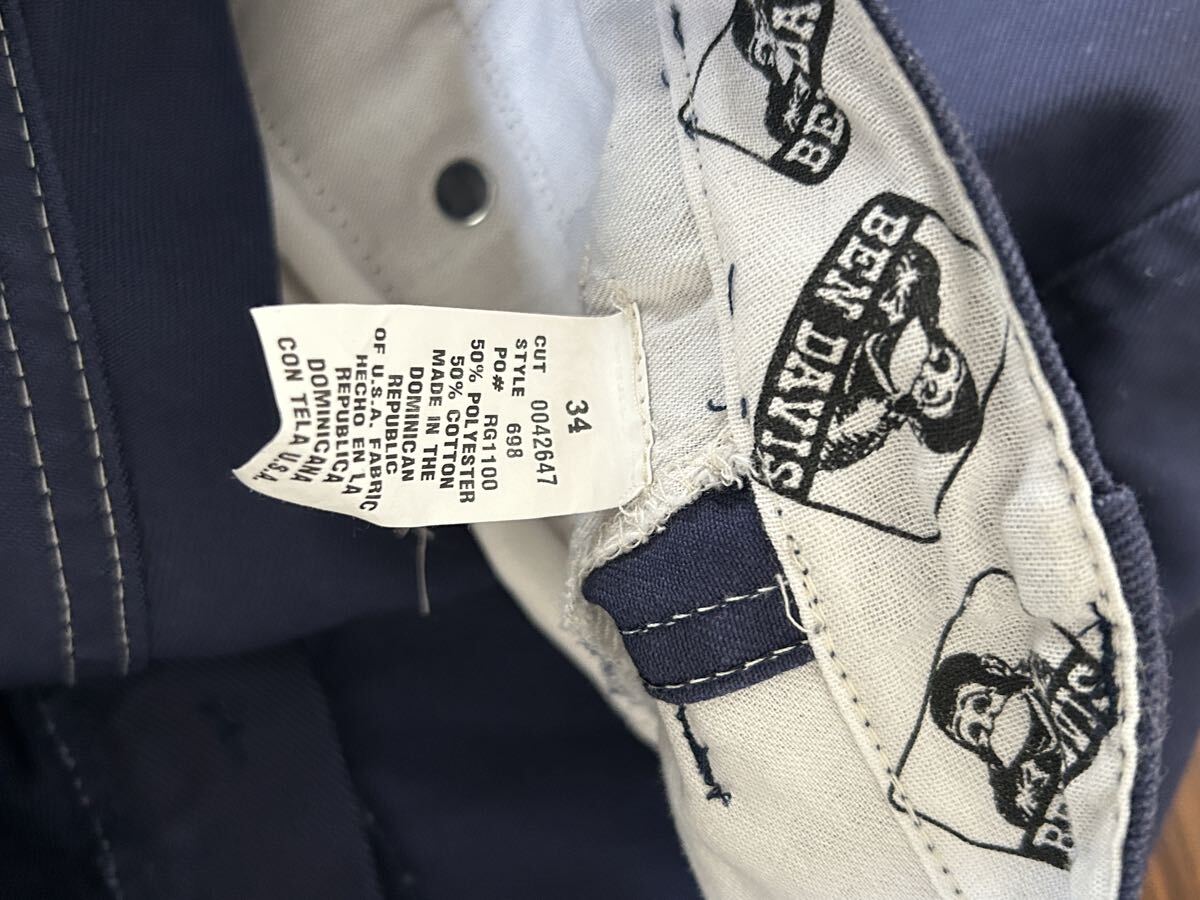 34
CUT 0042647
STYLE 698
PO# RG1100
50% POLYESTER
50% COTTON
MADE IN THE
DOMINICAN
REPUBLIC
OF U.S.A. FABRIC
HECHO EN LA
REPUBLICA
DOMINICANA
CON TELA U.S.A.
BEN DAVIS